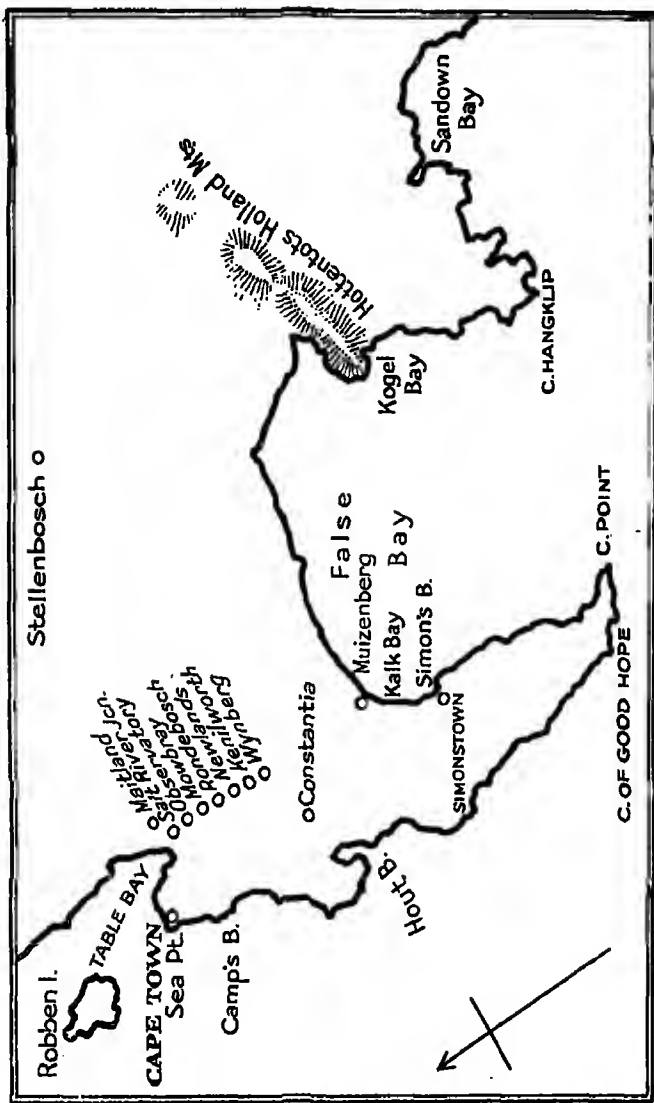 Robben I.
TABLE BAY
CAPE TOWN
Sea Pt.
Camp's B.
Hout B.
Maitland Jcn.
Salt River
Observatory
Mowbray
Rondebosch
Newlands
Kenilworth
Wynberg
Constantia
Stellenbosch
False
Bay
Muizenberg
Kalk Bay
Simon's B.
SIMONSTOWN
C. OF GOOD HOPE
C. POINT
Hottentots Holland Mts.
Kogel
Bay
C. HANGKLIP
Sandown
Bay